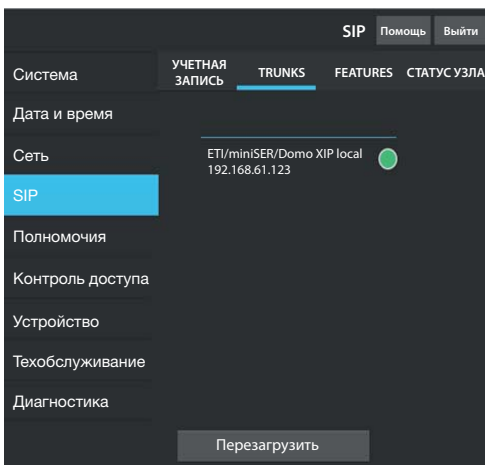 SIP Помощь Выйти
Система
Дата и время
Сеть
SIP
Полномочия
Контроль доступа
Устройство
Техобслуживание
Диагностика
УЧЕТНАЯ
ЗАПИСЬ
TRUNKS
FEATURES
СТАТУС УЗЛА
ETI/miniSER/Domo XIP local
192.168.61.123
Перезагрузить